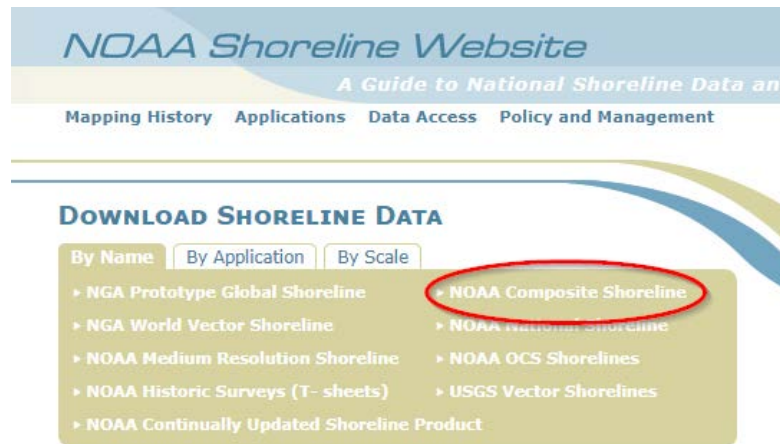 NOAA Shoreline Website
A Guide to National Shoreline Data an
Mapping History Applications Data Access Policy and Management
DOWNLOAD SHORELINE DATA
By Name By Application By Scale
▸ NGA Prototype Global Shoreline ▸ NOAA Composite Shoreline
▸ NGA World Vector Shoreline ▸ NOAA National Shoreline
▸ NOAA Medium Resolution Shoreline ▸ NOAA OCS Shorelines
▸ NOAA Historic Surveys (T- sheets) ▸ USGS Vector Shorelines
▸ NOAA Continually Updated Shoreline Product